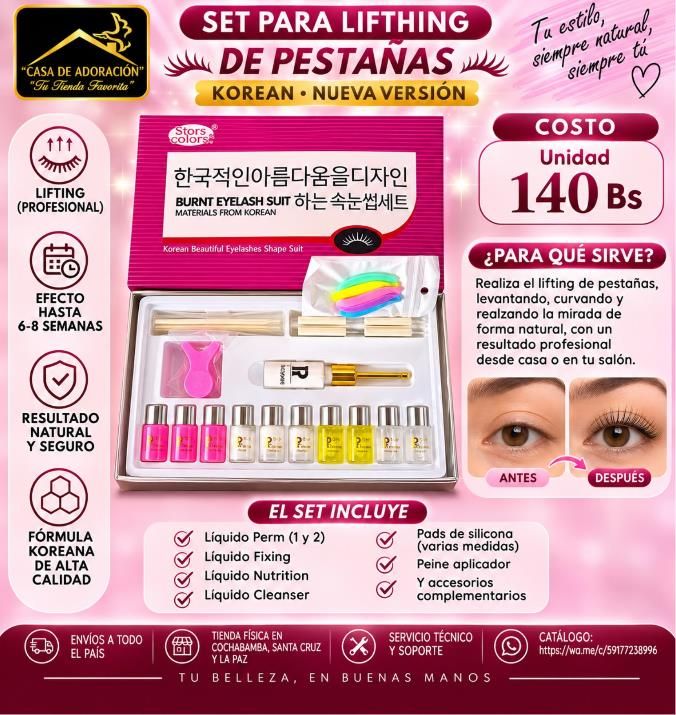 "CASA DE ADORACIÓN"
"Tu Tienda Favorita"
SET PARA LIFTHING
DE PESTAÑAS
KOREAN • NUEVA VERSIÓN
Tu estilo,
siempre natural,
siempre tú
LIFTING
(PROFESIONAL)
EFECTO
HASTA
6-8 SEMANAS
RESULTADO
NATURAL
Y SEGURO
FÓRMULA
KOREANA
DE ALTA
CALIDAD
Stors
colors®
한국적인아름다움을디자인
BURNT EYELASH SUIT 하는 속눈썹세트
MATERIALS FROM KOREAN
Korean Beautiful Eyelashes Shape Suit
COSTO
Unidad
140 Bs
¿PARA QUÉ SIRVE?
Realiza el lifting de pestañas,
levantando, curvando y
realzando la mirada de
forma natural, con un
resultado profesional
desde casa o en tu salón.
ANTES
DESPUÉS
EL SET INCLUYE
Líquido Perm (1 y 2)
Líquido Fixing
Líquido Nutrition
Líquido Cleanser
Pads de silicona
(varias medidas)
Peine aplicador
Y accesorios
complementarios
ENVÍOS A TODO
EL PAÍS
TIENDA FÍSICA EN
COCHABAMBA, SANTA CRUZ
Y LA PAZ
SERVICIO TÉCNICO
Y SOPORTE
CATÁLOGO:
https://wa.me/c/59177238996
TU BELLEZA, EN BUENAS MANOS